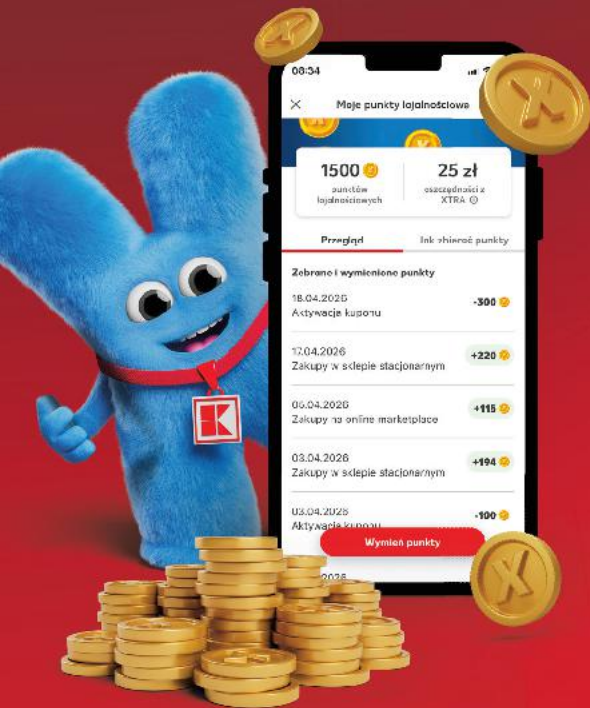 08:34
Moje punkty lojalnościowe
1500
25 zł
punktów
lojalnościowych
oszczędności z
XTRA
Przegląd
Jak zbierać punkty
Zebrane i wymienione punkty
18.04.2026
Aktywacja kuponu
-300
17.04.2026
Zakupy w sklepie stacjonarnym
+220
06.04.2026
Zakupy na online marketplace
+115
03.04.2026
Zakupy w sklepie stacjonarnym
+194
03.04.2026
Aktywacja kuponu
-100
Wymień punkty
2026
X
X
X
X
K